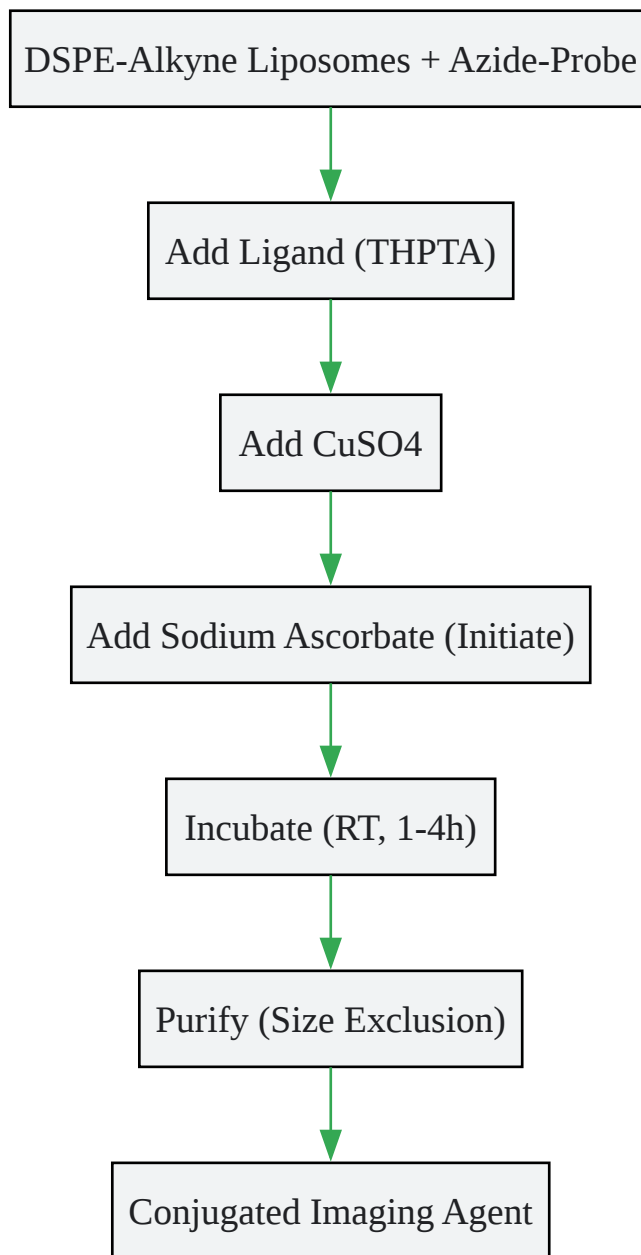 DSPE-Alkyne Liposomes + Azide-Probe
Add Ligand (THPTA)
Add CuSO4
Add Sodium Ascorbate (Initiate)
Incubate (RT, 1-4h)
Purify (Size Exclusion)
Conjugated Imaging Agent